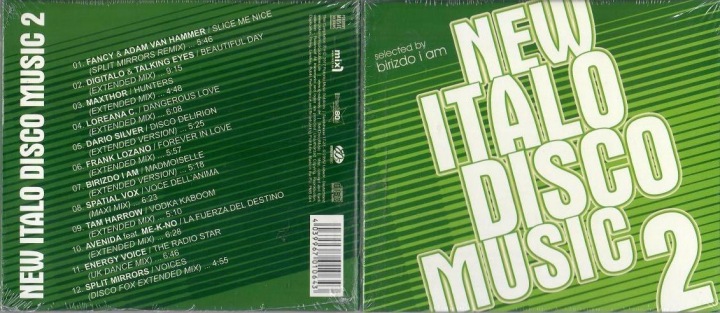 NEW ITALO DISCO MUSIC 2
01. FANCY & ADAM VAN HAMMER / SLICE ME NICE
(SPLIT MIRRORS REMIX) ... 5:46
02. DIGITALO & TALKING EYES / BEAUTIFUL DAY
(EXTENDED MIX) ... 6:15
03. MAXTHOR / HUNTERS
(EXTENDED MIX) ... 4:48
04. LOREANA C / DANGEROUS LOVE
(EXTENDED MIX) ... 6:08
05. DARIO SILVER / DISCO DELIRION
(EXTENDED VERSION) ... 5:25
06. FRANK LOZANO / FOREVER IN LOVE
(EXTENDED MIX) ... 5:57
07. BIRIZDO I AM / MADMOISELLE
(EXTENDED VERSION) ... 5:18
08. SPATIAL VOX / VOCE DELL'ANIMA
(MAXI MIX) ... 6:23
09. TAM HARROW / VODKA KABOOM
(EXTENDED MIX) ... 5:10
10. AVENIDA feat. ME-K-NO / LA FUERZA DEL DESTINO
(EXTENDED MIX) ... 6:28
11. ENERGY VOICE / THE RADIO STAR
(UK DANCE MIX) ... 6:46
12. SPLIT MIRRORS / VOICES
(DISCO FOX EXTENDED MIX) ... 4:55
mix1
4 039967 010643
selected by
birizdo i am
NEW
ITALO
DISCO
MUSIC 2